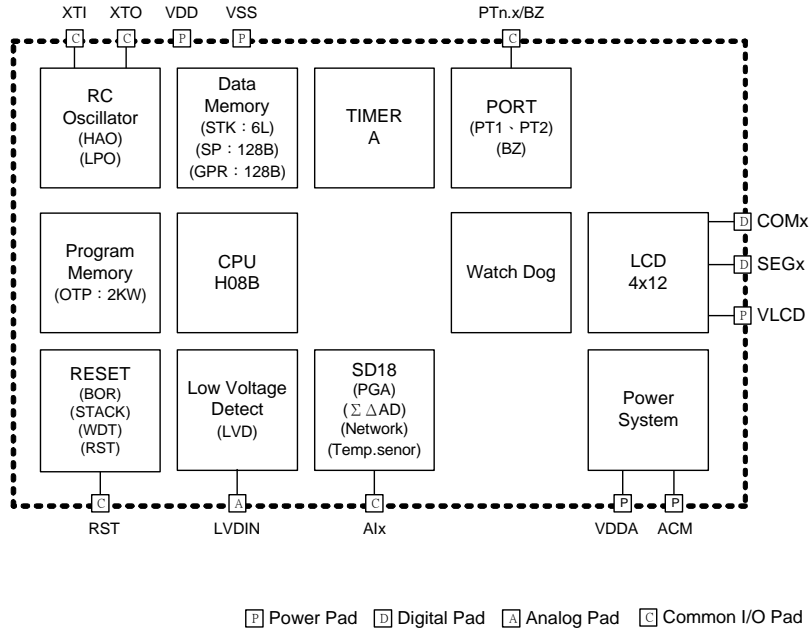 XTI XTO VDD VSS PTn.x/BZ
C C P P C
RC
Oscillator
(HAO)
(LPO)
Data
Memory
(STK：6L)
(SP：128B)
(GPR：128B)
TIMER
A
PORT
(PT1、PT2)
(BZ)
Program
Memory
(OTP：2KW)
CPU
H08B
Watch Dog
LCD
4x12
D COMx
D SEGx
P VLCD
RESET
(BOR)
(STACK)
(WDT)
(RST)
Low Voltage
Detect
(LVD)
SD18
(PGA)
(ΣΔAD)
(Network)
(Temp.senor)
Power
System
C A C P P
RST LVDIN AIx VDDA ACM
P Power Pad D Digital Pad A Analog Pad C Common I/O Pad